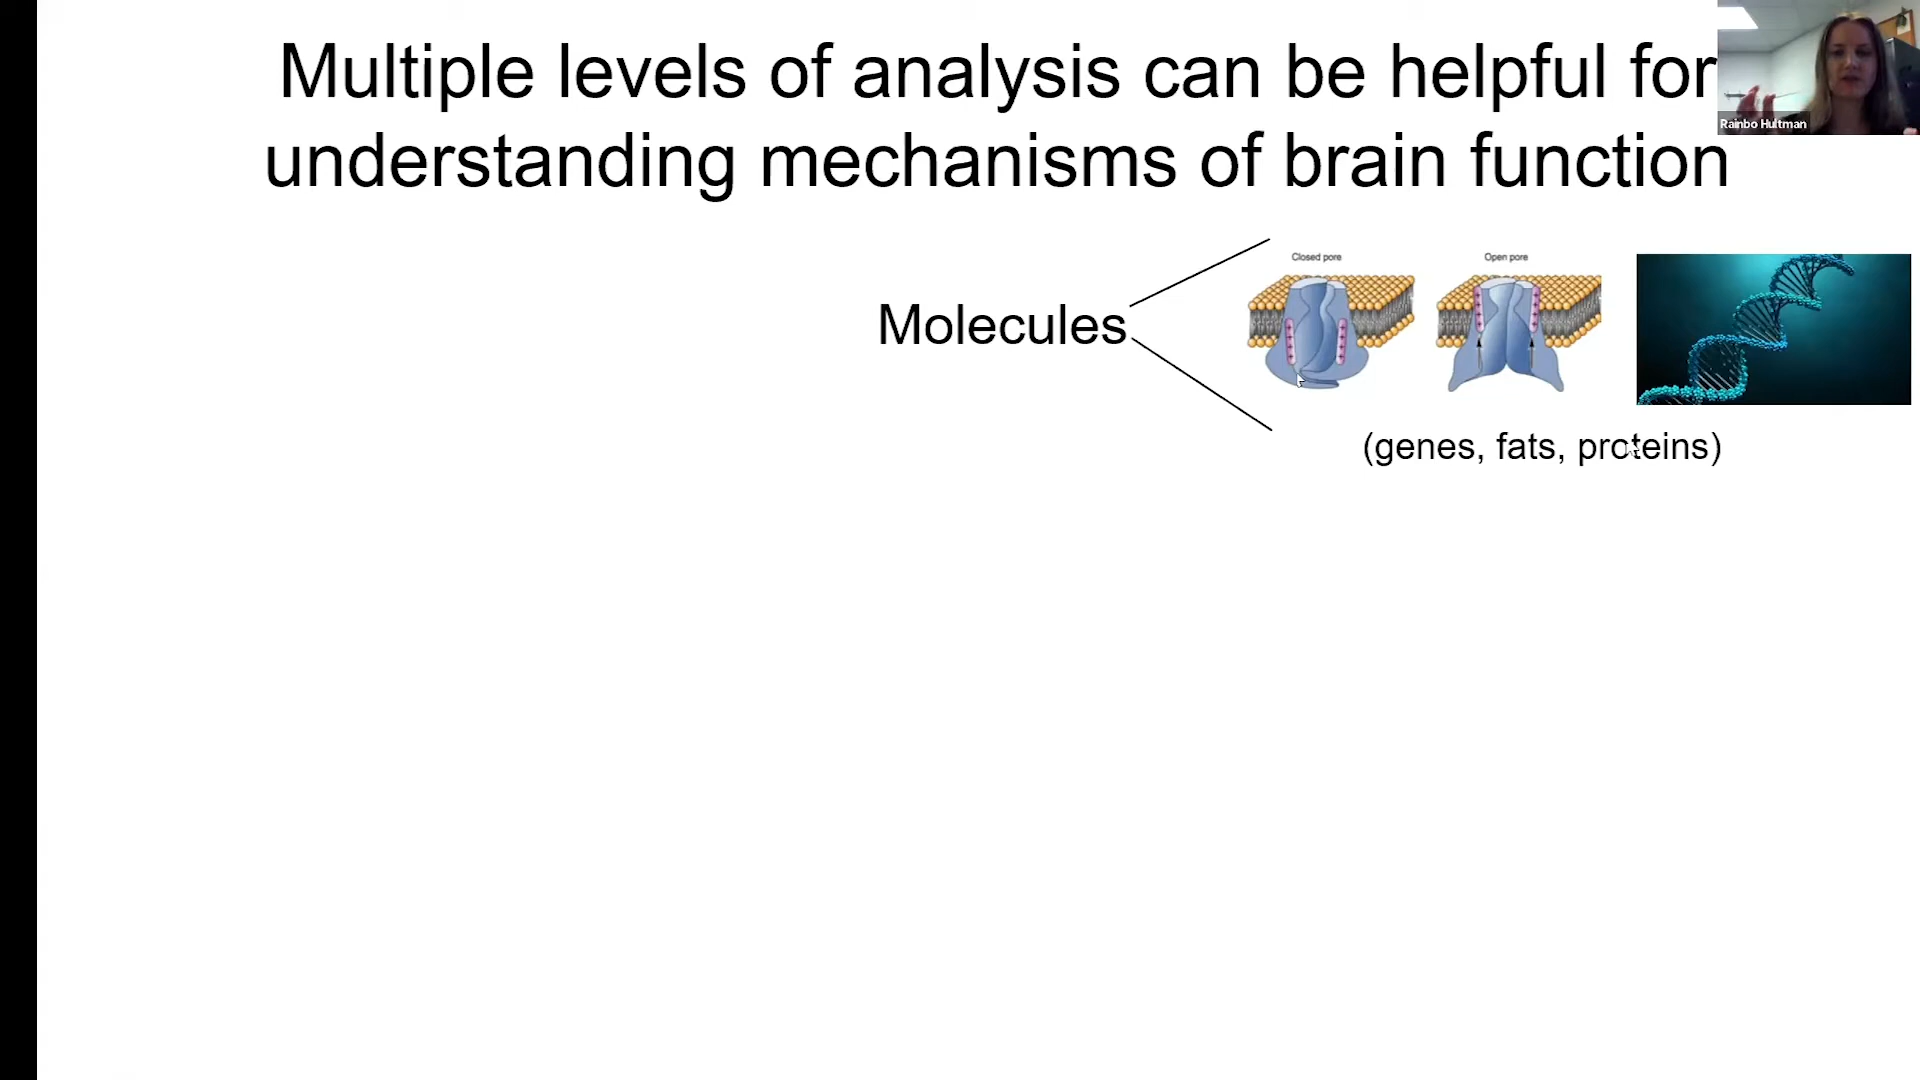 Multiple levels of analysis can be helpful for
understanding mechanisms of brain function
Rainbo Hultman
Closed pore
Open pore
Molecules
(genes, fats, proteins)